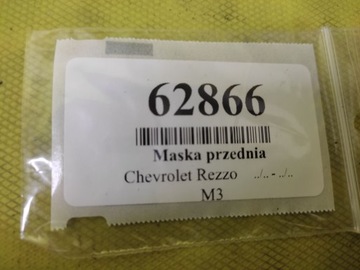 62866
Maska przednia
Chevrolet Rezzo ../.. - ../..
M3